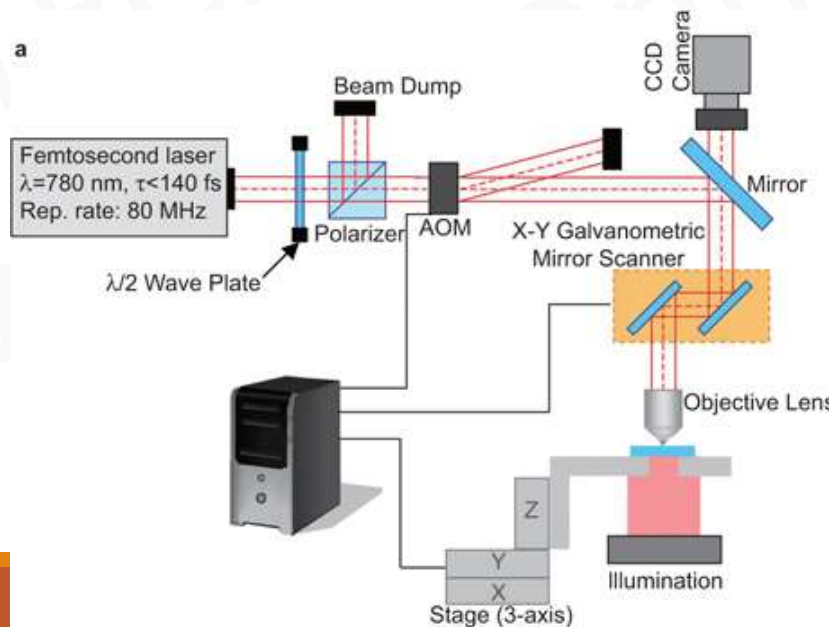 a
Beam Dump
CCD
Camera
Femtosecond laser
λ=780 nm, τ<140 fs
Rep. rate: 80 MHz
Polarizer
AOM
Mirror
λ/2 Wave Plate
X-Y Galvanometric
Mirror Scanner
Objective Lens
Z
Y
X
Stage (3-axis)
Illumination